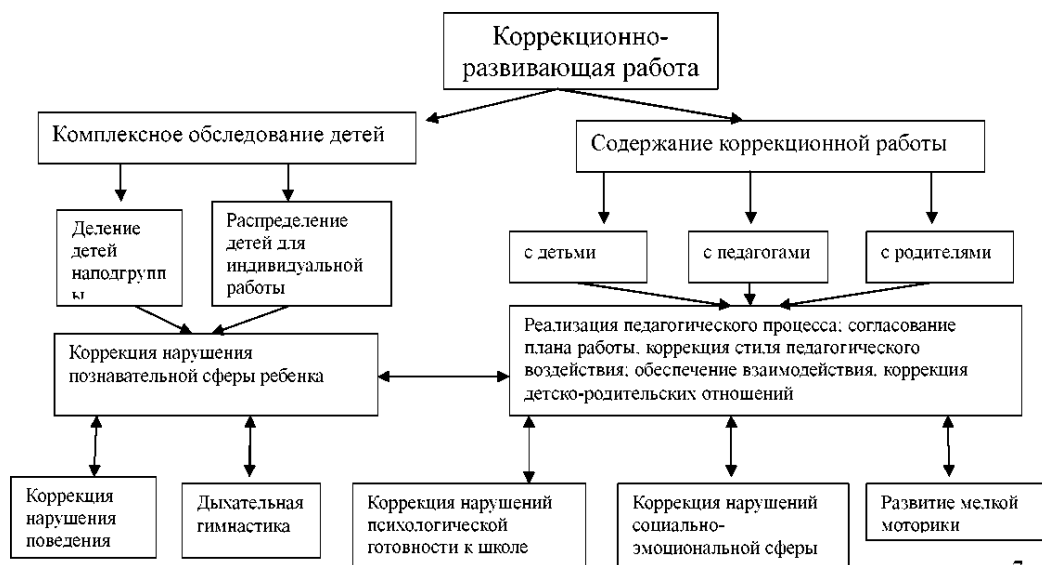 Коррекционно-
развивающая работа
Комплексное обследование детей
Содержание коррекционной работы
Деление
детей
наподгрупп
ы
Распределение
детей для
индивидуальной
работы
с детьми
с педагогами
с родителями
Коррекция нарушения
познавательной сферы ребенка
Реализация педагогического процесса; согласование
плана работы, коррекция стиля педагогического
воздействия; обеспечение взаимодействия, коррекция
детско-родительских отношений
Коррекция
нарушения
поведения
Дыхательная
гимнастика
Коррекция нарушений
психологической
готовности к школе
Коррекция нарушений
социально-
эмоциональной сферы
Развитие мелкой
моторики